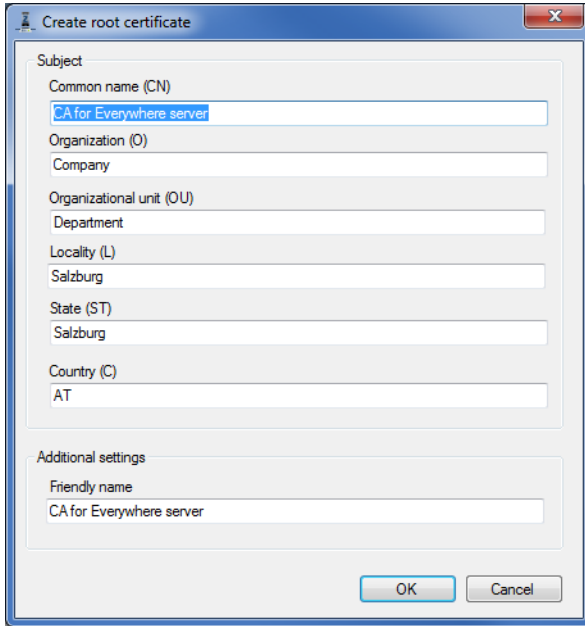 Create root certificate
Subject
Common name (CN)
CA for Everywhere server
Organization (O)
Company
Organizational unit (OU)
Department
Locality (L)
Salzburg
State (ST)
Salzburg
Country (C)
AT
Additional settings
Friendly name
CA for Everywhere server
OK Cancel